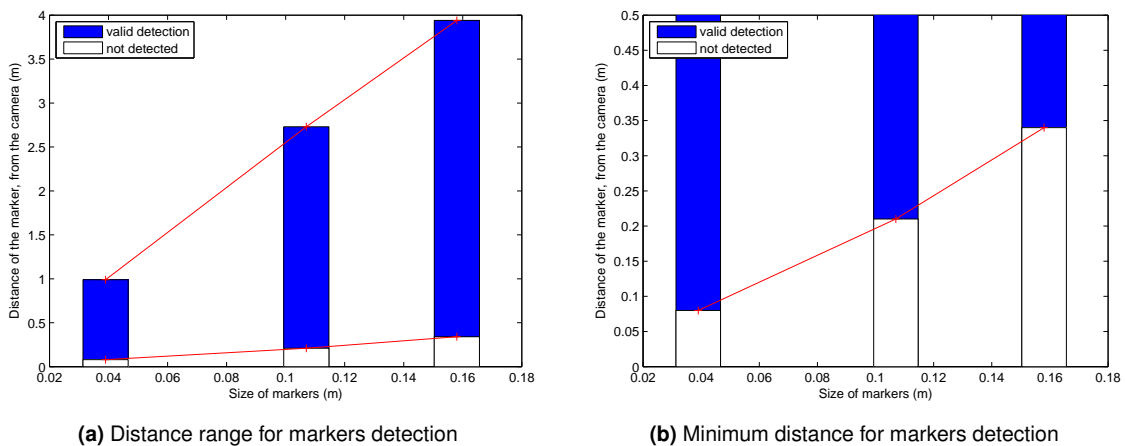 4
3.5
3
2.5
2
1.5
1
0.5
0
Distance of the marker, from the camera (m)
valid detection
not detected
0.02 0.04 0.06 0.08 0.1 0.12 0.14 0.16 0.18
Size of markers (m)
(a) Distance range for markers detection
0.5
0.45
0.4
0.35
0.3
0.25
0.2
0.15
0.1
0.05
0
Distance of the marker, from the camera (m)
valid detection
not detected
0.02 0.04 0.06 0.08 0.1 0.12 0.14 0.16 0.18
Size of markers (m)
(b) Minimum distance for markers detection